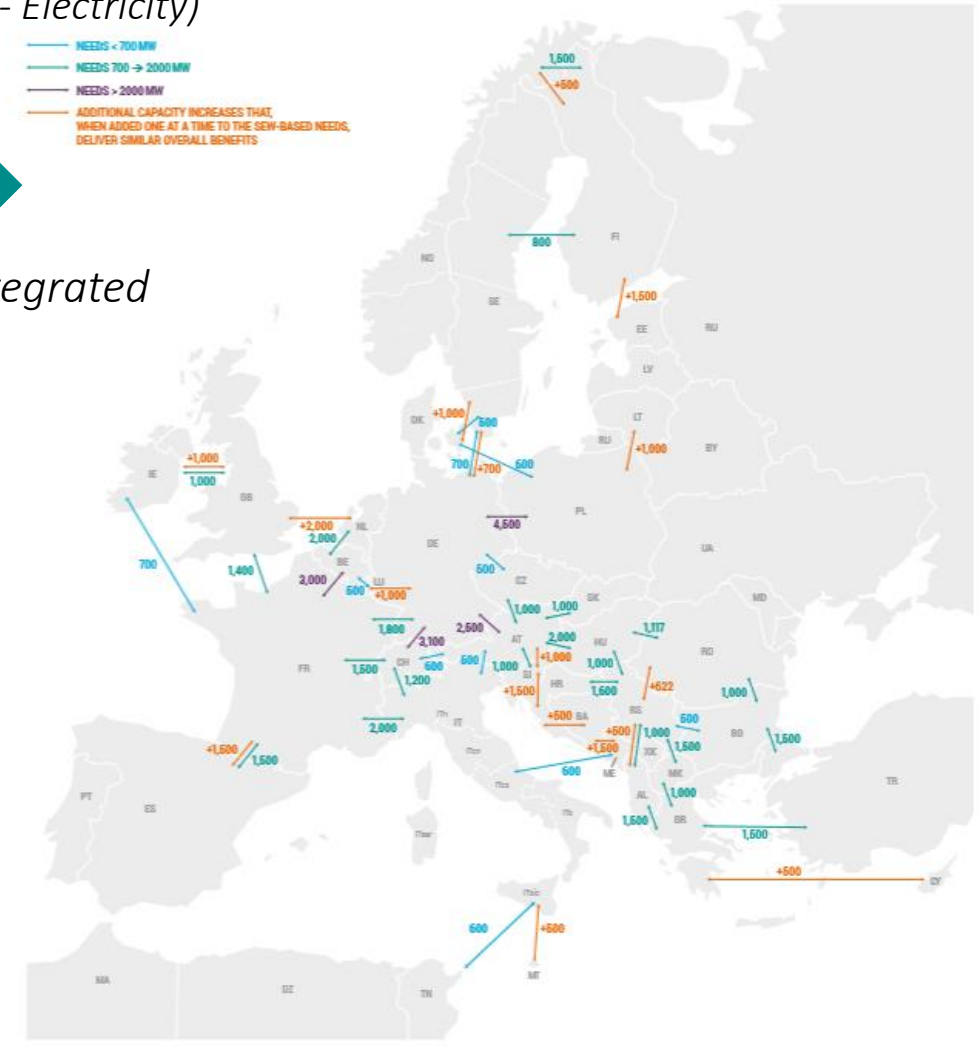 - Electricity)
NEEDS < 700 MW
NEEDS 700 → 2000 MW
NEEDS > 2000 MW
ADDITIONAL CAPACITY INCREASES THAT,
WHEN ADDED ONE AT A TIME TO THE SEW-BASED NEEDS,
DELIVER SIMILAR OVERALL BENEFITS
tegrated
1,500
+500
800
FI
NO
SE
+1,500
EE
RU
LV
DK
+1,000
500
LT
RU
+1,000
BY
700
+700
500
IE
+1,000
1,000
GB
+2,000
NL
2,000
4,500
PL
DE
UA
700
1,400
BE
3,000
500
LU
+1,000
500
CZ
SK
MD
1,000
1,000
1,800
3,100
2,500
AT
2,000
HU
1,117
RO
FR
1,500
CH
600
1,200
500
1,000
SI
+1,000
1,000
HR
+1,500
1,600
+622
1,000
2,000
ITn
IT
+500
BA
RS
500
BG
1,500
+1,500
1,500
ITcn
+500
+1,500
1,000
XK
1,500
ITcs
600
ME
MK
1,000
TR
PT
ES
ITsar
ITs
AL
1,500
GR
1,500
+500
CY
ITsic
600
+500
MT
MA
DZ
TN